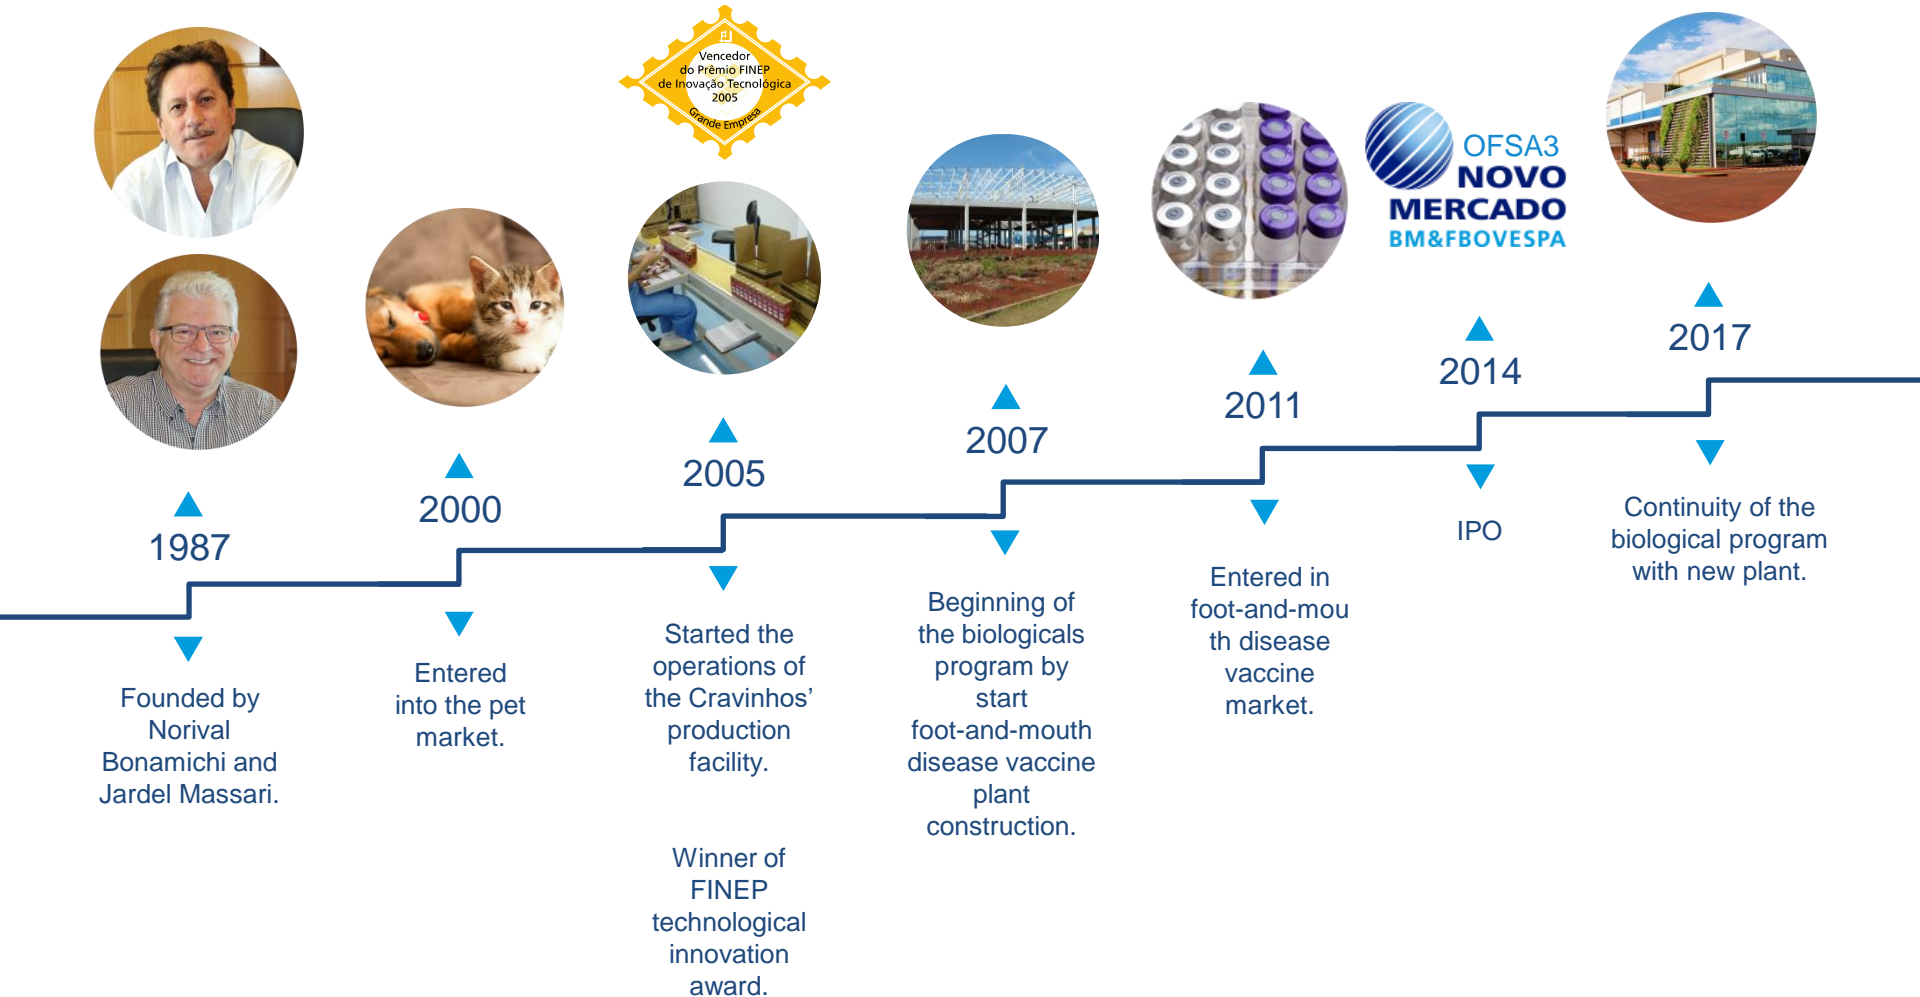 Vencedor
do Prêmio FINEP
de Inovação Tecnológica
2005
Grande Empresa
OFSA3
NOVO
MERCADO
BM&FBOVESPA
1987
Founded by
Norival
Bonamichi and
Jardel Massari.
2000
Entered
into the pet
market.
2005
Started the
operations of
the Cravinhos’
production
facility.
Winner of
FINEP
technological
innovation
award.
2007
Beginning of
the biologicals
program by
start
foot-and-mouth
disease vaccine
plant
construction.
2011
Entered in
foot-and-mou
th disease
vaccine
market.
2014
IPO
2017
Continuity of the
biological program
with new plant.